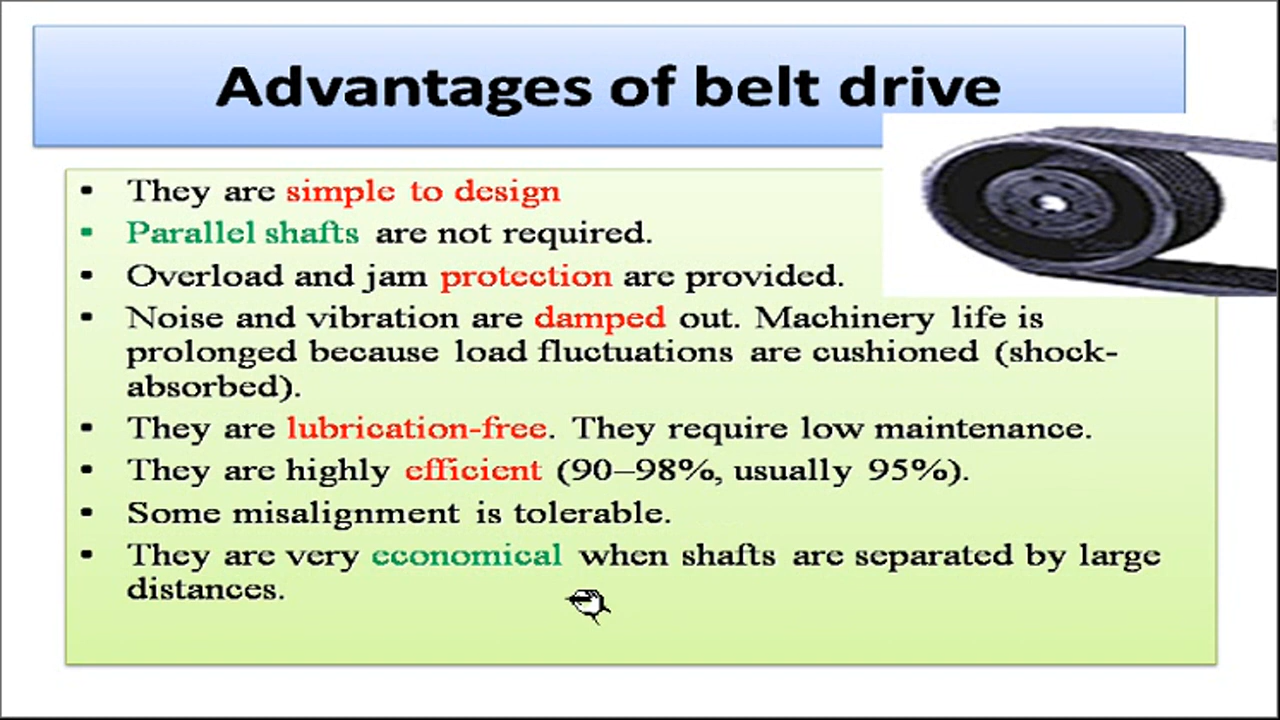 Advantages of belt drive
• They are simple to design
• Parallel shafts are not required.
• Overload and jam protection are provided.
• Noise and vibration are damped out. Machinery life is
prolonged because load fluctuations are cushioned (shock-
absorbed).
• They are lubrication-free. They require low maintenance.
• They are highly efficient (90–98%, usually 95%).
• Some misalignment is tolerable.
• They are very economical when shafts are separated by large
distances.